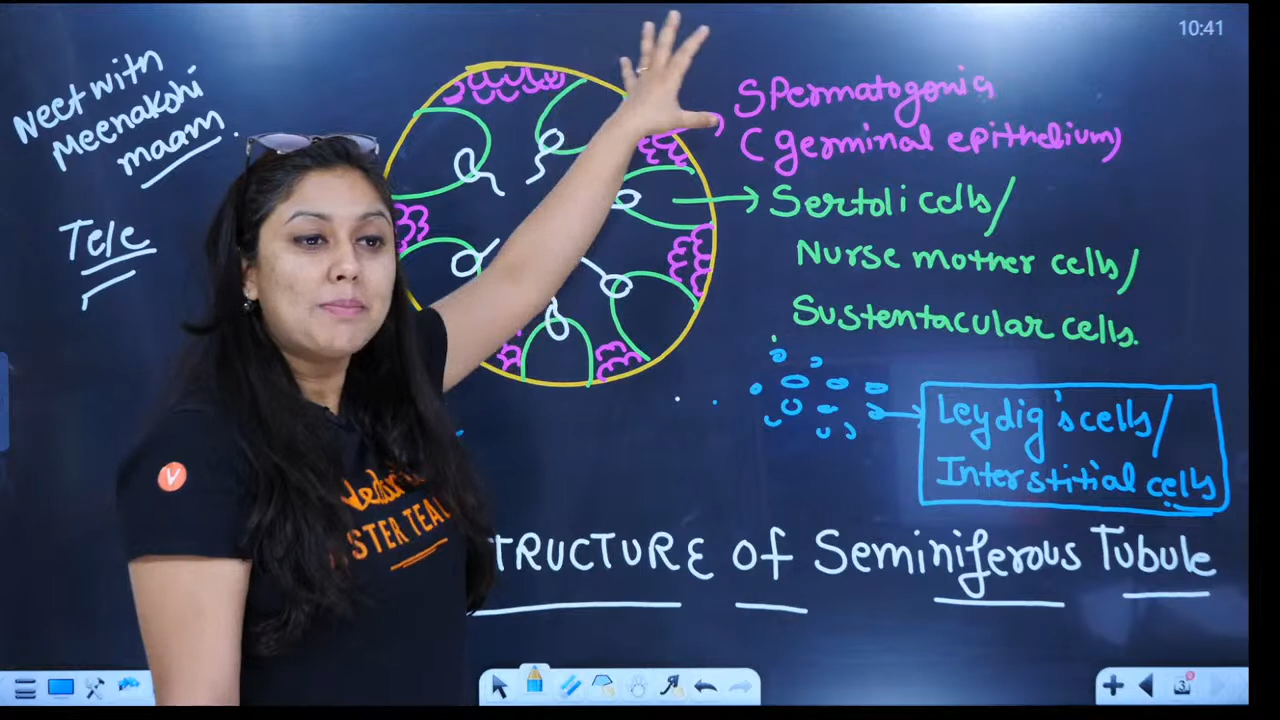 10:41
Neet with
Meenakshi
maam.
Tele
Spermatogonia
(germinal epithelium)
Sertoli cells/
Nurse mother cells/
Sustentacular cells.
Leydig's cells/
Interstitial cells
TRUCTURE of Seminiferous Tubule
V
STER TEA
3